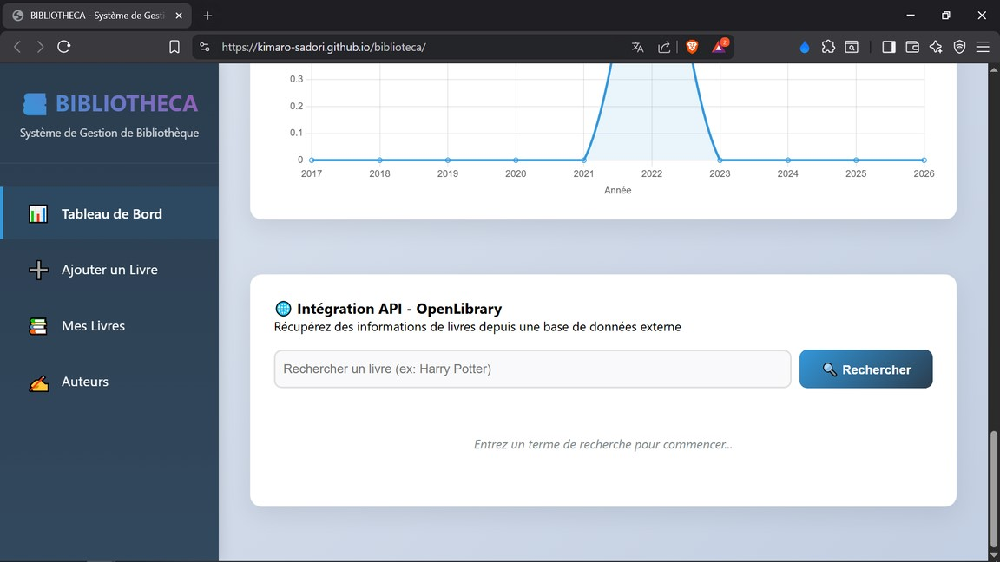 BIBLIOTHECA - Système de Gesti
https://kimaro-sadori.github.io/biblioteca/
2
BIBLIOTHECA
Système de Gestion de Bibliothèque
Tableau de Bord
Ajouter un Livre
Mes Livres
Auteurs
0.3
0.2
0.1
0
2017 2018 2019 2020 2021 2022 2023 2024 2025 2026
Année
Intégration API - OpenLibrary
Récupérez des informations de livres depuis une base de données externe
Rechercher un livre (ex: Harry Potter)
Rechercher
Entrez un terme de recherche pour commencer...